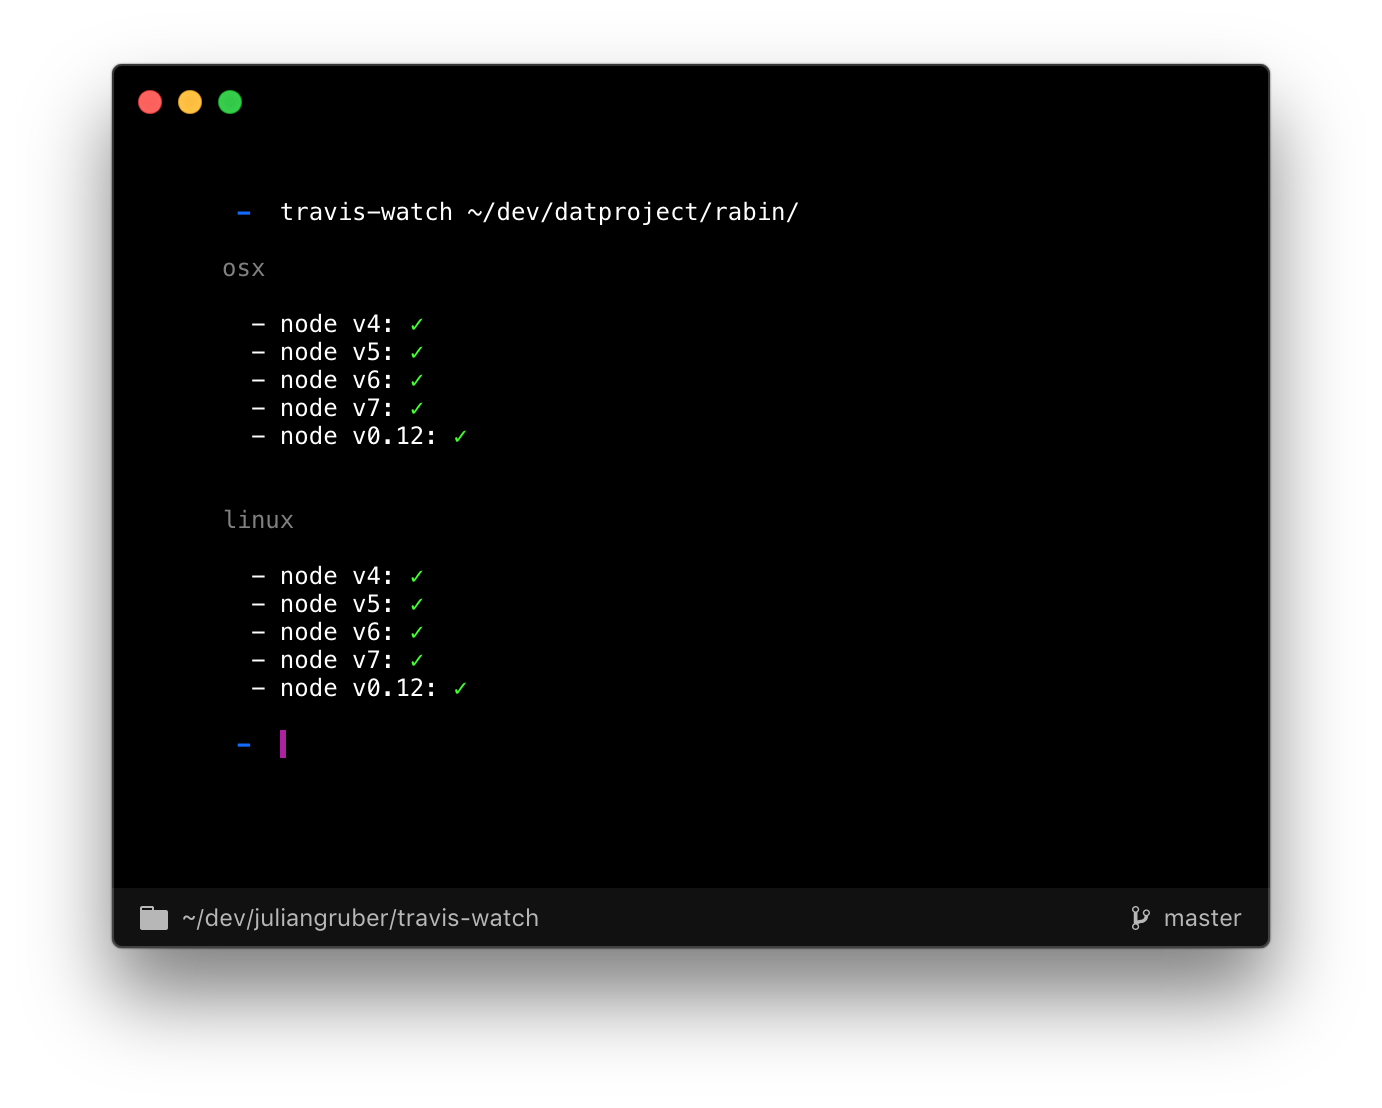 - travis-watch ~/dev/datproject/rabin/
osx
- node v4: ✓
- node v5: ✓
- node v6: ✓
- node v7: ✓
- node v0.12: ✓
linux
- node v4: ✓
- node v5: ✓
- node v6: ✓
- node v7: ✓
- node v0.12: ✓
-
~/dev/juliangruber/travis-watch
master